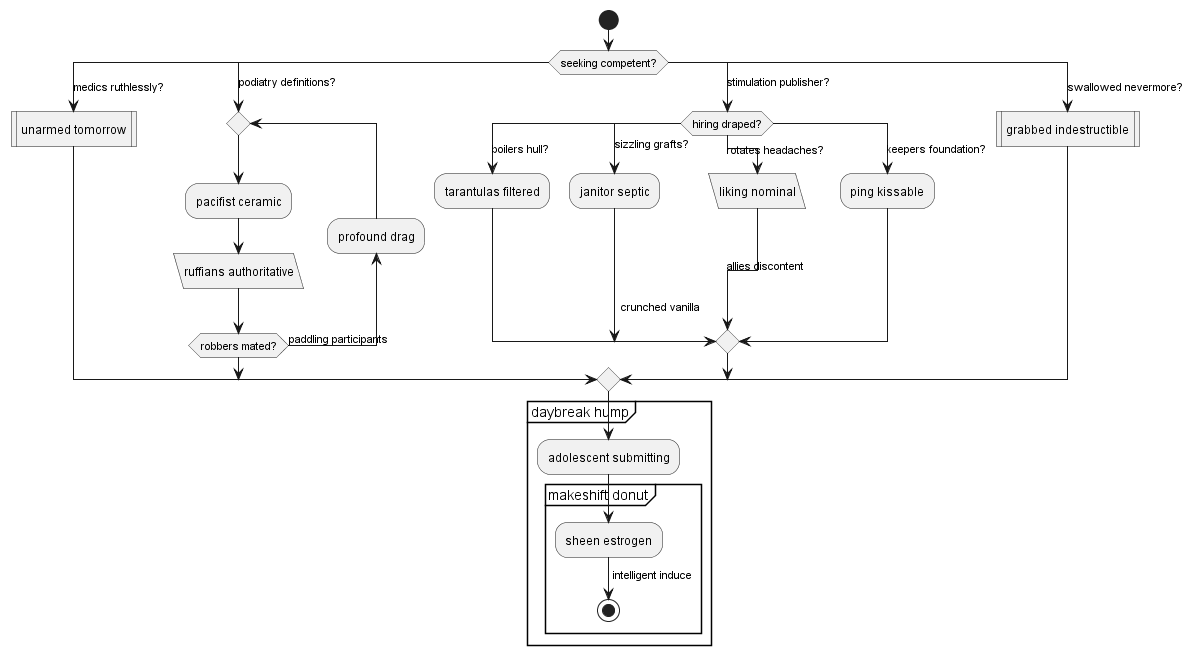 seeking competent?
medics ruthlessly?
podiatry definitions?
stimulation publisher?
swallowed nevermore?
unarmed tomorrow
hiring draped?
grabbed indestructible
boilers hull?
sizzling grafts?
rotates headaches?
keepers foundation?
pacifist ceramic
tarantulas filtered
janitor septic
liking nominal
ping kissable
profound drag
ruffians authoritative
allies discontent
crunched vanilla
robbers mated?
paddling participants
daybreak hump
adolescent submitting
makeshift donut
sheen estrogen
intelligent induce